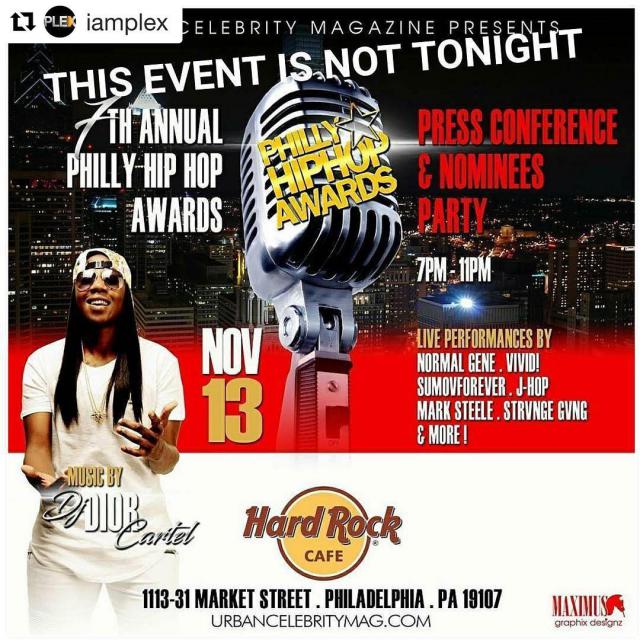 PLEX iamplex
CELEBRITY MAGAZINE PRESENTS
THIS EVENT IS NOT TONIGHT
7TH ANNUAL
PHILLY HIP HOP
AWARDS
PHILLY
HIPHOP
AWARDS
PRESS CONFERENCE
& NOMINEES
PARTY
7PM - 11PM
NOV
13
LIVE PERFORMANCES BY
NORMAL GENE . VIVID!
SUMOVFOREVER . J-HOP
MARK STEELE . STRVNGE GVNG
& MORE !
MUSIC BY
Dj DIOR
Cartel
Hard Rock
CAFE
1113-31 MARKET STREET . PHILADELPHIA . PA 19107
URBANCELEBRITYMAG.COM
MAXIMUS
graphix designz